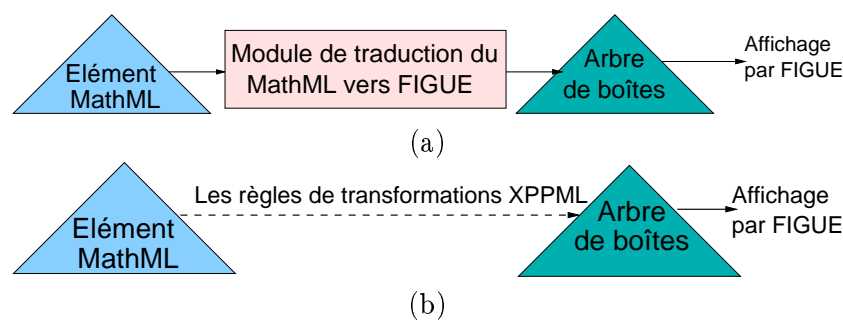 Elément
MathML
Module de traduction du
MathML vers FIGUE
Arbre
de boîtes
Affichage
par FIGUE
(a)
Elément
MathML
Les règles de transformations XPPML
Arbre
de boîtes
Affichage
par FIGUE
(b)